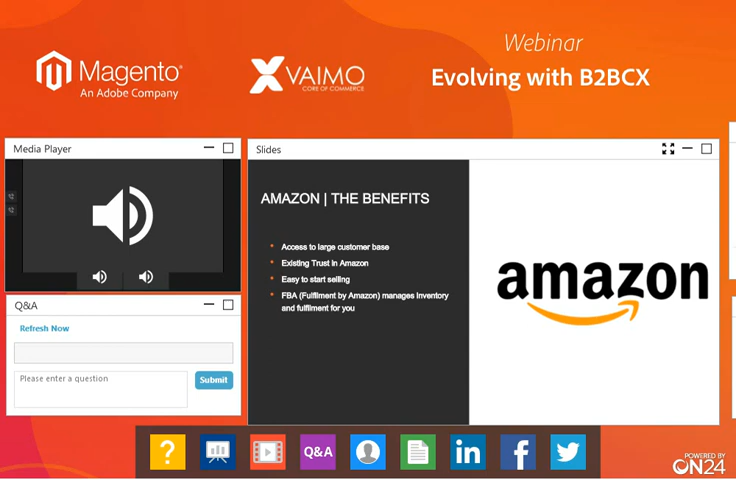 Webinar
Magento®
An Adobe Company
VAIMO
CORE OF COMMERCE
Evolving with B2BCX
Media Player
Slides
AMAZON | THE BENEFITS
• Access to large customer base
• Existing Trust in Amazon
• Easy to start selling
• FBA (Fulfilment by Amazon) manages Inventory
and fulfilment for you
amazon
Q&A
Refresh Now
Please enter a question
Submit
?
Q&A
in
f
POWERED BY
ON24